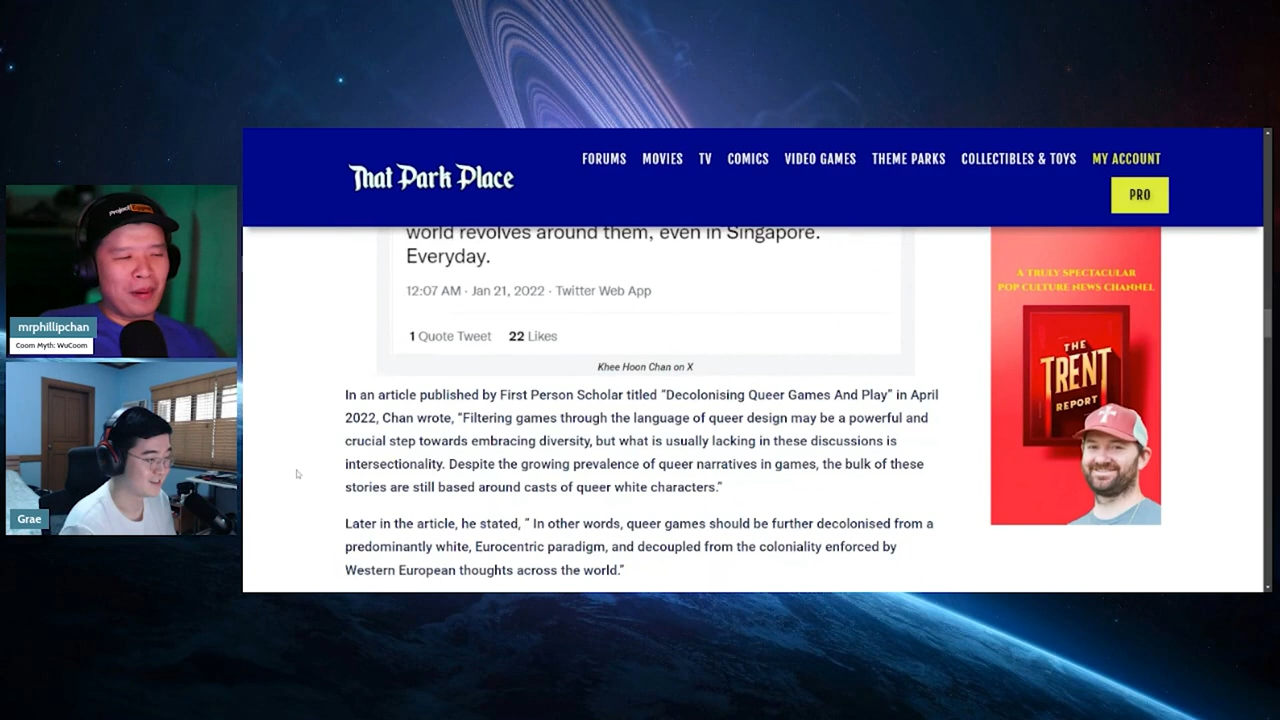 That Park Place
FORUMS MOVIES TV COMICS VIDEO GAMES THEME PARKS COLLECTIBLES & TOYS MY ACCOUNT
PRO
world revolves around them, even in Singapore.
Everyday.
12:07 AM · Jan 21, 2022 · Twitter Web App
1 Quote Tweet 22 Likes
Khee Hoon Chan on X
In an article published by First Person Scholar titled “Decolonising Queer Games And Play” in April
2022, Chan wrote, “Filtering games through the language of queer design may be a powerful and
crucial step towards embracing diversity, but what is usually lacking in these discussions is
intersectionality. Despite the growing prevalence of queer narratives in games, the bulk of these
stories are still based around casts of queer white characters.”
Later in the article, he stated, “ In other words, queer games should be further decolonised from a
predominantly white, Eurocentric paradigm, and decoupled from the coloniality enforced by
Western European thoughts across the world.”
A TRULY SPECTACULAR
POP CULTURE NEWS CHANNEL
THE
TRENT
REPORT
Project
mrphillipchan
Coom Myth: WuCoom
Grae